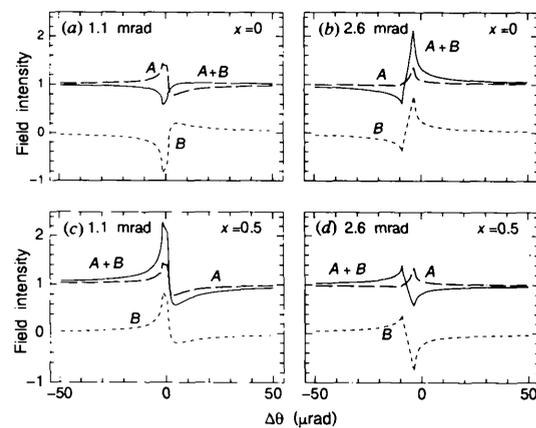 (a) 1.1 mrad x=0
A
A+B
B
(b) 2.6 mrad x=0
A+B
A
B
Field intensity
2
1
0
-1
(c) 1.1 mrad x=0.5
A+B
A
B
(d) 2.6 mrad x=0.5
A+B
A
B
Field intensity
2
1
0
-1
-50 0 50
-50 0 50
Δθ (μrad)